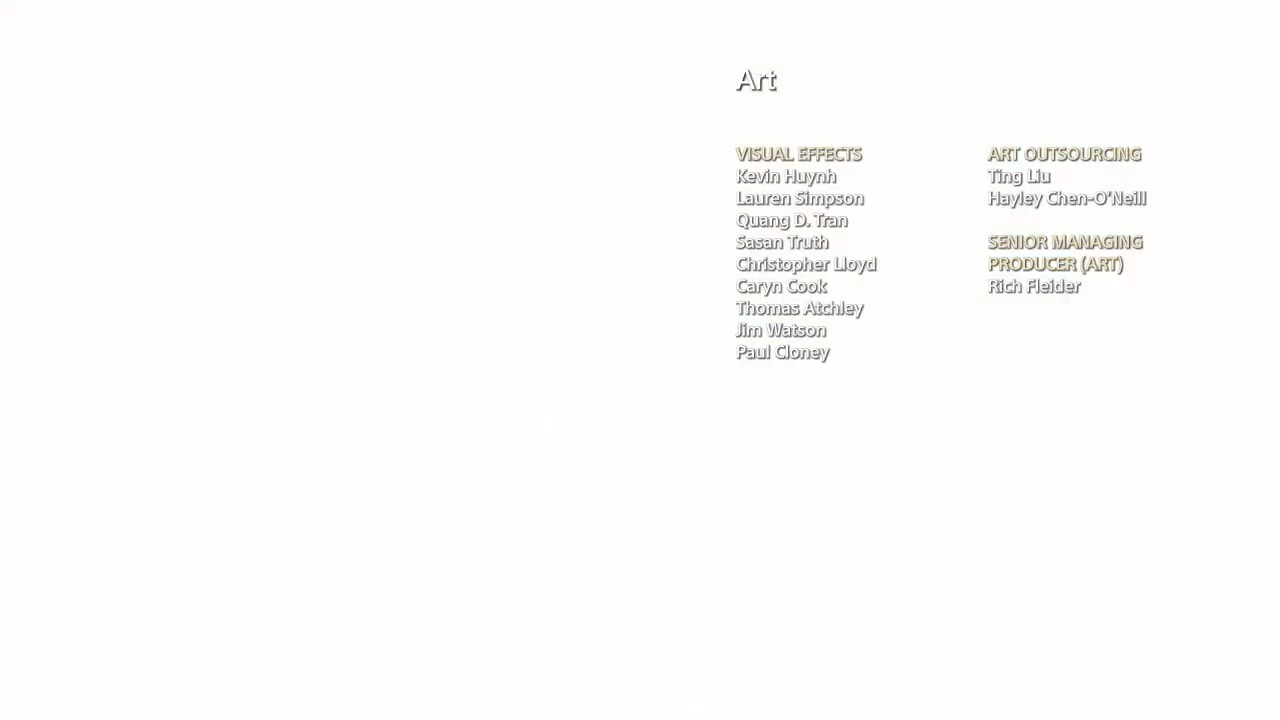 Art
VISUAL EFFECTS
Kevin Huynh
Lauren Simpson
Quang D. Tran
Sasan Truth
Christopher Lloyd
Caryn Cook
Thomas Atchley
Jim Watson
Paul Cloney
ART OUTSOURCING
Ting Liu
Hayley Chen-O'Neill
SENIOR MANAGING
PRODUCER (ART)
Rich Fleider